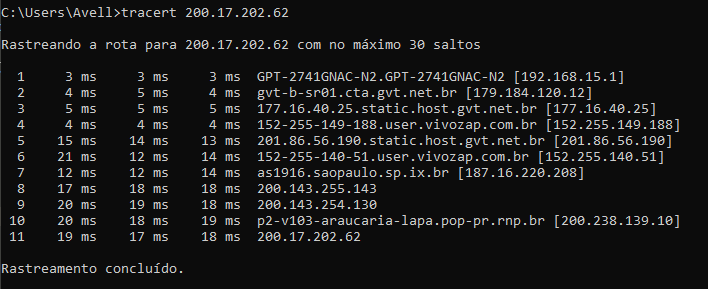 C:\Users\Avell>tracert 200.17.202.62
Rastreando a rota para 200.17.202.62 com no máximo 30 saltos
1 3 ms 3 ms 3 ms GPT-2741GNAC-N2.GPT-2741GNAC-N2 [192.168.15.1]
2 4 ms 5 ms 4 ms gvt-b-sr01.cta.gvt.net.br [179.184.120.12]
3 5 ms 5 ms 5 ms 177.16.40.25.static.host.gvt.net.br [177.16.40.25]
4 4 ms 4 ms 4 ms 152-255-149-188.user.vivozap.com.br [152.255.149.188]
5 15 ms 14 ms 13 ms 201.86.56.190.static.host.gvt.net.br [201.86.56.190]
6 21 ms 12 ms 14 ms 152-255-140-51.user.vivozap.com.br [152.255.140.51]
7 12 ms 12 ms 14 ms as1916.saopaulo.sp.ix.br [187.16.220.208]
8 17 ms 18 ms 18 ms 200.143.255.143
9 20 ms 19 ms 18 ms 200.143.254.130
10 20 ms 18 ms 19 ms p2-v103-araucaria-lapa.pop-pr.rnp.br [200.238.139.10]
11 19 ms 17 ms 18 ms 200.17.202.62
Rastreamento concluído.